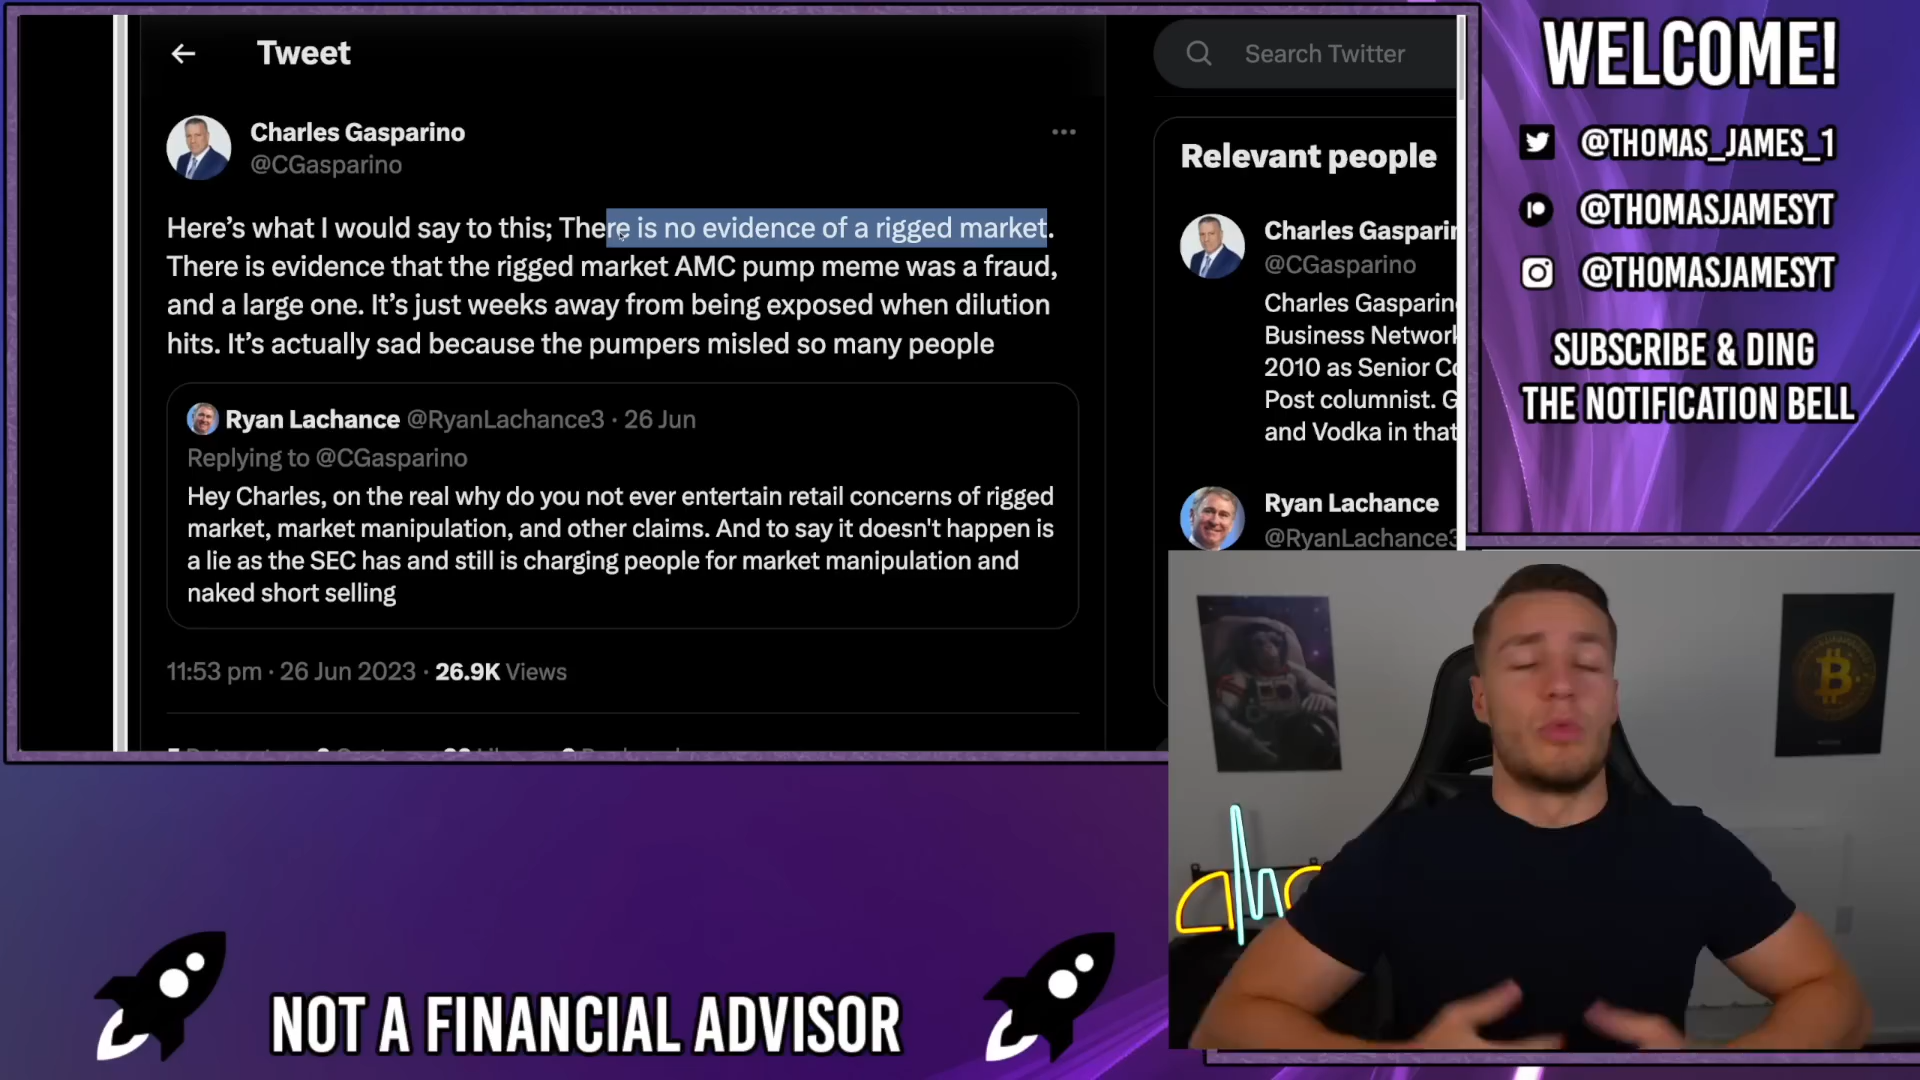 Tweet
Search Twitter
Charles Gasparino
@CGasparino
Here’s what I would say to this; There is no evidence of a rigged market.
There is evidence that the rigged market AMC pump meme was a fraud,
and a large one. It’s just weeks away from being exposed when dilution
hits. It’s actually sad because the pumpers misled so many people
Ryan Lachance @RyanLachance3 · 26 Jun
Replying to @CGasparino
Hey Charles, on the real why do you not ever entertain retail concerns of rigged
market, market manipulation, and other claims. And to say it doesn't happen is
a lie as the SEC has and still is charging people for market manipulation and
naked short selling
11:53 pm · 26 Jun 2023 · 26.9K Views
Relevant people
Charles Gasparin
@CGasparino
Charles Gasparin
Business Network
2010 as Senior Co
Post columnist. G
and Vodka in that
Ryan Lachance
@RyanLachance3
WELCOME!
@THOMAS_JAMES_1
@THOMASJAMESYT
@THOMASJAMESYT
SUBSCRIBE & DING
THE NOTIFICATION BELL
NOT A FINANCIAL ADVISOR